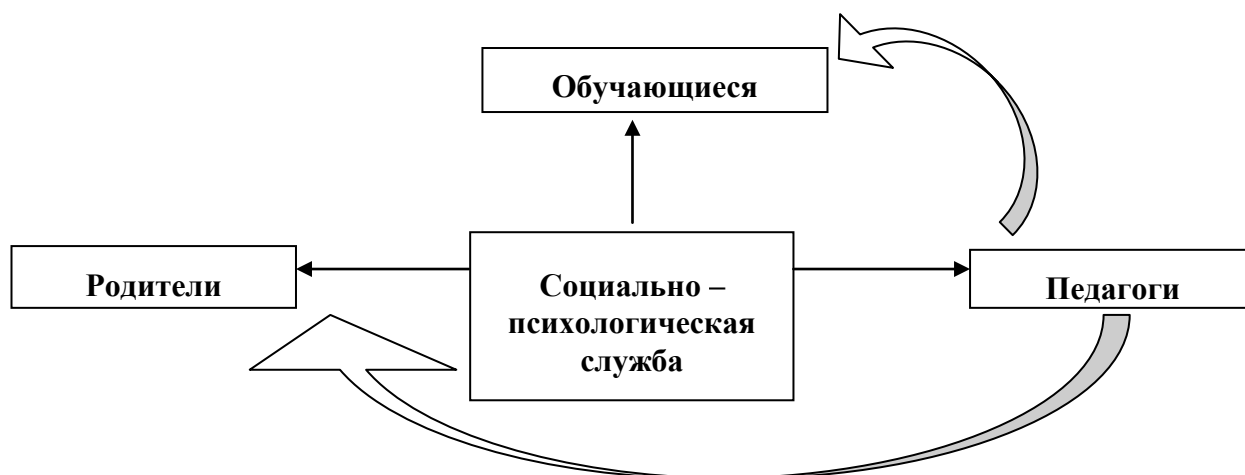 Обучающиеся
Родители
Социально –
психологическая
служба
Педагоги